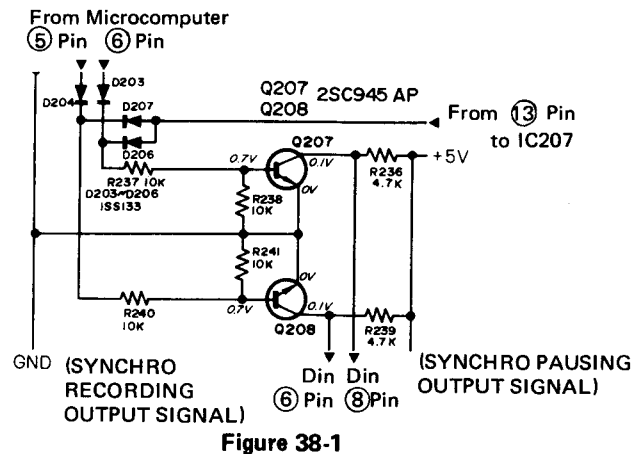 From Microcomputer
⑤ Pin ⑥ Pin
D203
D204
D207
D206
Q207 2SC945 AP
Q208
From ⑬ Pin
to IC207
Q207
0.7V
0.1V
0V
R237 10K
D203~D206
ISS133
R238
10K
R236
4.7K
+5V
R241
10K
0V
0.1V
0.7V
Q208
R240
10K
R239
4.7K
GND
(SYNCHRO
RECORDING
OUTPUT SIGNAL)
Din Din
⑥ Pin ⑧ Pin
(SYNCHRO PAUSING
OUTPUT SIGNAL)
Figure 38-1